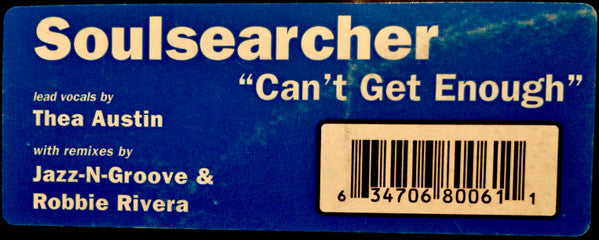 Soulsearcher
“Can’t Get Enough”
lead vocals by
Thea Austin
with remixes by
Jazz-N-Groove &
Robbie Rivera
6 34706 80061 1